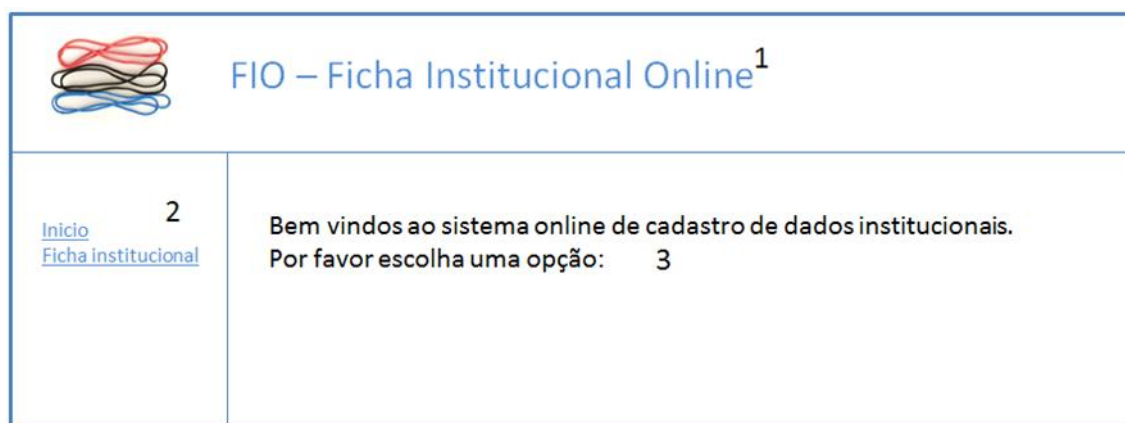 FIO – Ficha Institucional Online1
2
Inicio
Ficha institucional
Bem vindos ao sistema online de cadastro de dados institucionais.
Por favor escolha uma opção: 3